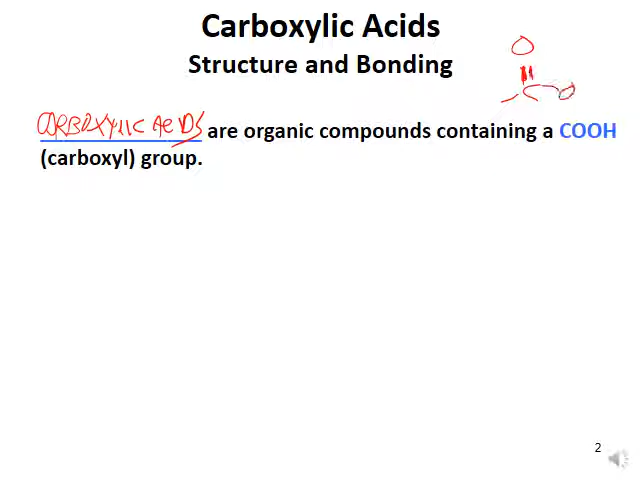 Carboxylic Acids
Structure and Bonding
O
C O
CARBOXYLIC ACIDS are organic compounds containing a COOH
(carboxyl) group.
2